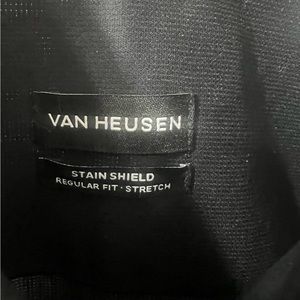 VAN HEUSEN
STAIN SHIELD
REGULAR FIT · STRETCH